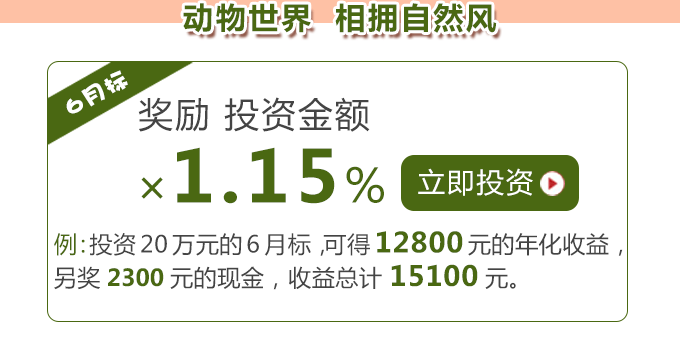 动物世界 相拥自然风
6月标
奖励 投资金额
×1.15%
立即投资
例:投资20万元的6月标,可得12800元的年化收益,
另奖2300元的现金,收益总计15100元。